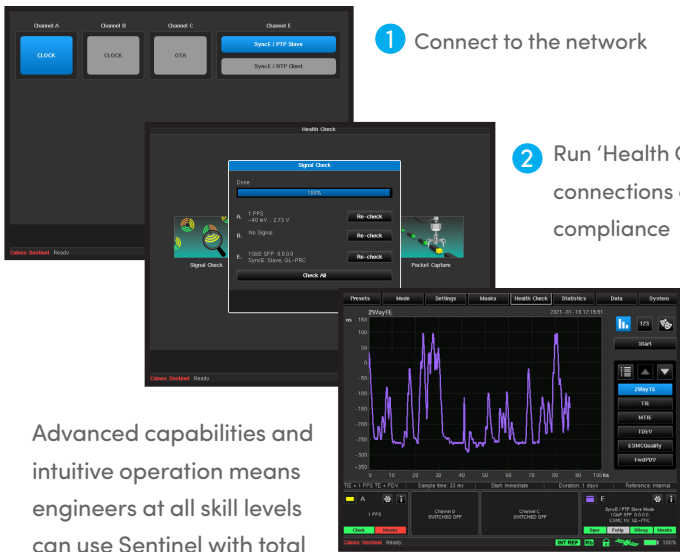 Channel A
Channel B
Channel C
Channel E
CLOCK
CLOCK
OTA
SyncE / PTP Slave
SyncE / NTP Client
Calnex Sentinel Ready
1 Connect to the network
Health Check
Signal Check
Done
100%
A. 1 PPS
-40 mV .. 2.73 V
Re-check
B. No Signal
Re-check
E. 1GbE SFP 0.0.0.0
SyncE: Slave, QL-PRC
Re-check
Check All
Signal Check
Packet Capture
Calnex Sentinel Ready
2 Run ‘Health C
connections
compliance
Presets Mode Settings Masks Health Check Statistics Data System
2WayTE
2021-01-16 12:16:61
ns
150
100
50
0
-50
-100
-150
-200
-250
-300
-350
0 10 20 30 40 50 60 70 80 90 100 ks
123
Start
2WayTE
TIE
MTIE
TDEV
ESMCQuality
FwdPDV
TIE + 1 PPS TE + PDV Sample time: 33 ms Start: Immediate Duration: 1 days Reference: Internal
A
1 PPS
Clock Masks
Channel B
SWITCHED OFF
Channel C
SWITCHED OFF
E
SyncE / PTP Slave Mode
1GbE SFP 0.0.0.0
ESMC Rx: QL-PRC
Sync FwUp DResp Masks
Calnex Sentinel Ready
INT REF Rb 100%
Advanced capabilities and
intuitive operation means
engineers at all skill levels
can use Sentinel with total